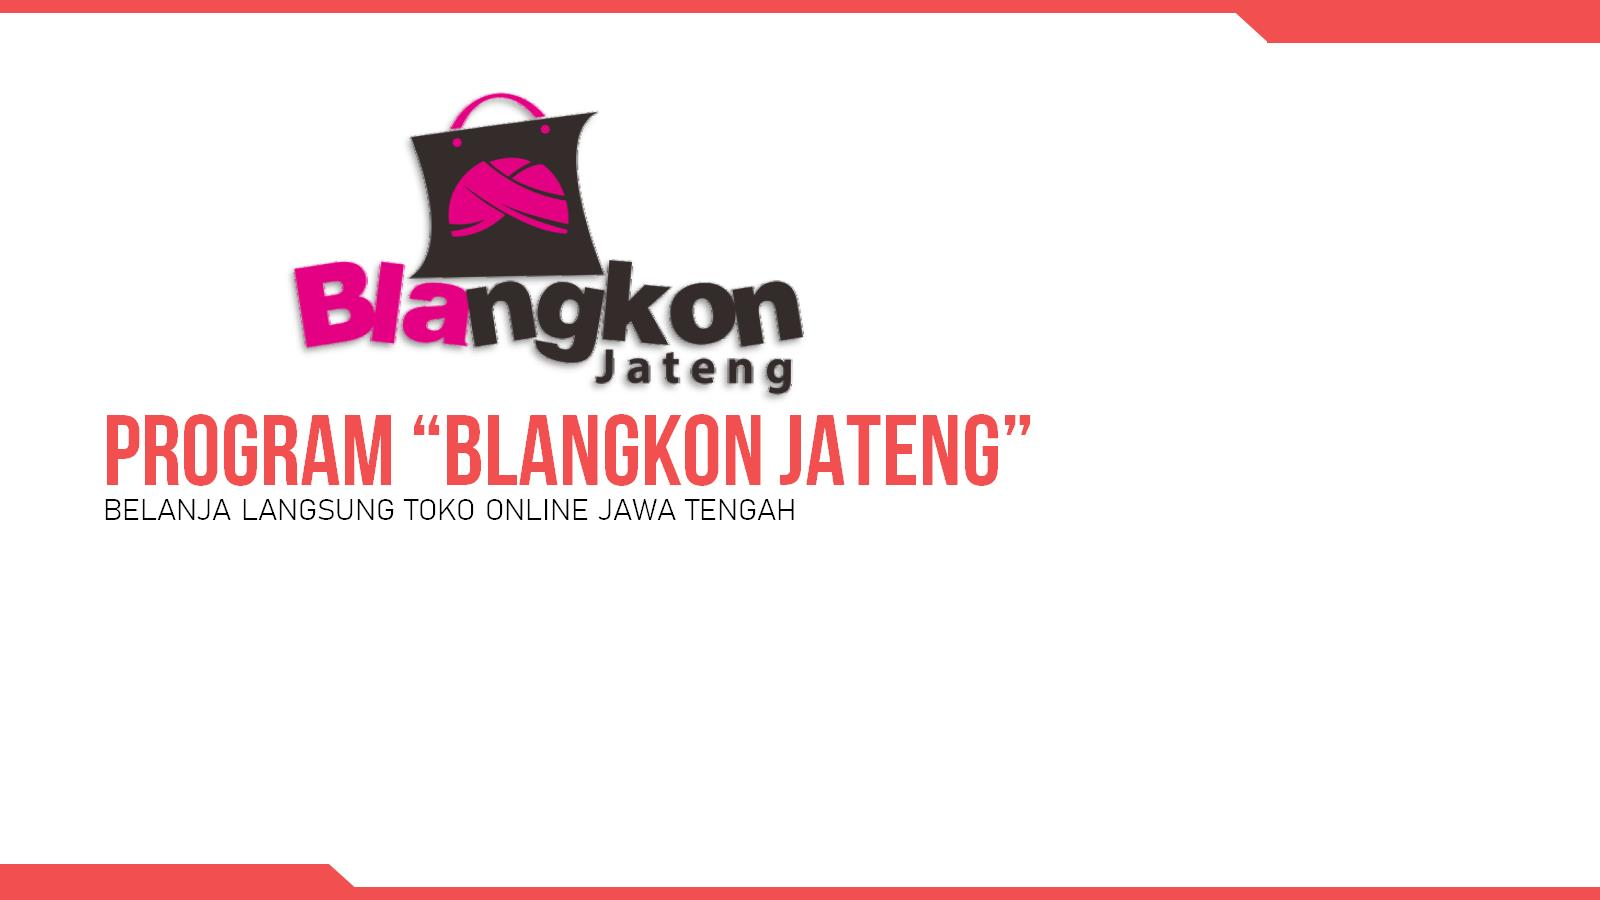 Blangkon
Jateng
PROGRAM “BLANGKON JATENG”
BELANJA LANGSUNG TOKO ONLINE JAWA TENGAH